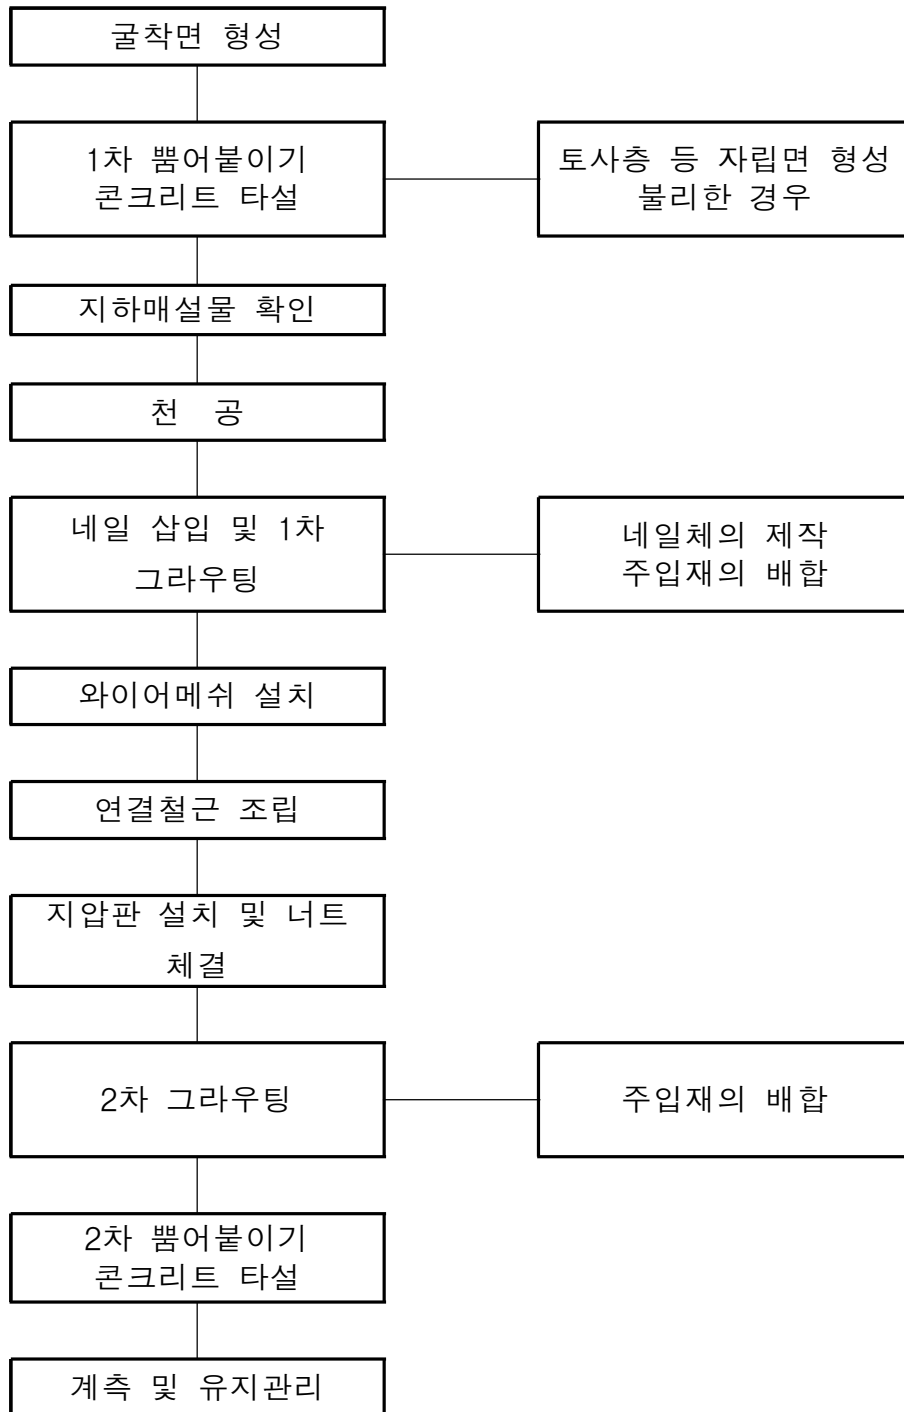 굴착면 형성
1차 뿜어붙이기
콘크리트 타설
토사층 등 자립면 형성
불리한 경우
지하매설물 확인
천 공
네일 삽입 및 1차
그라우팅
네일체의 제작
주입재의 배합
와이어메쉬 설치
연결철근 조립
지압판 설치 및 너트
체결
2차 그라우팅
주입재의 배합
2차 뿜어붙이기
콘크리트 타설
계측 및 유지관리